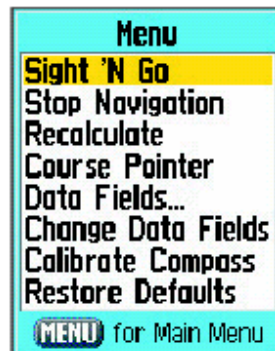 Menu
Sight 'N Go
Stop Navigation
Recalculate
Course Pointer
Data Fields...
Change Data Fields
Calibrate Compass
Restore Defaults
MENU for Main Menu